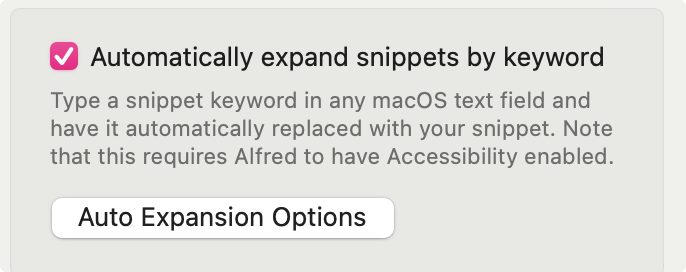 Automatically expand snippets by keyword
Type a snippet keyword in any macOS text field and
have it automatically replaced with your snippet. Note
that this requires Alfred to have Accessibility enabled.
Auto Expansion Options